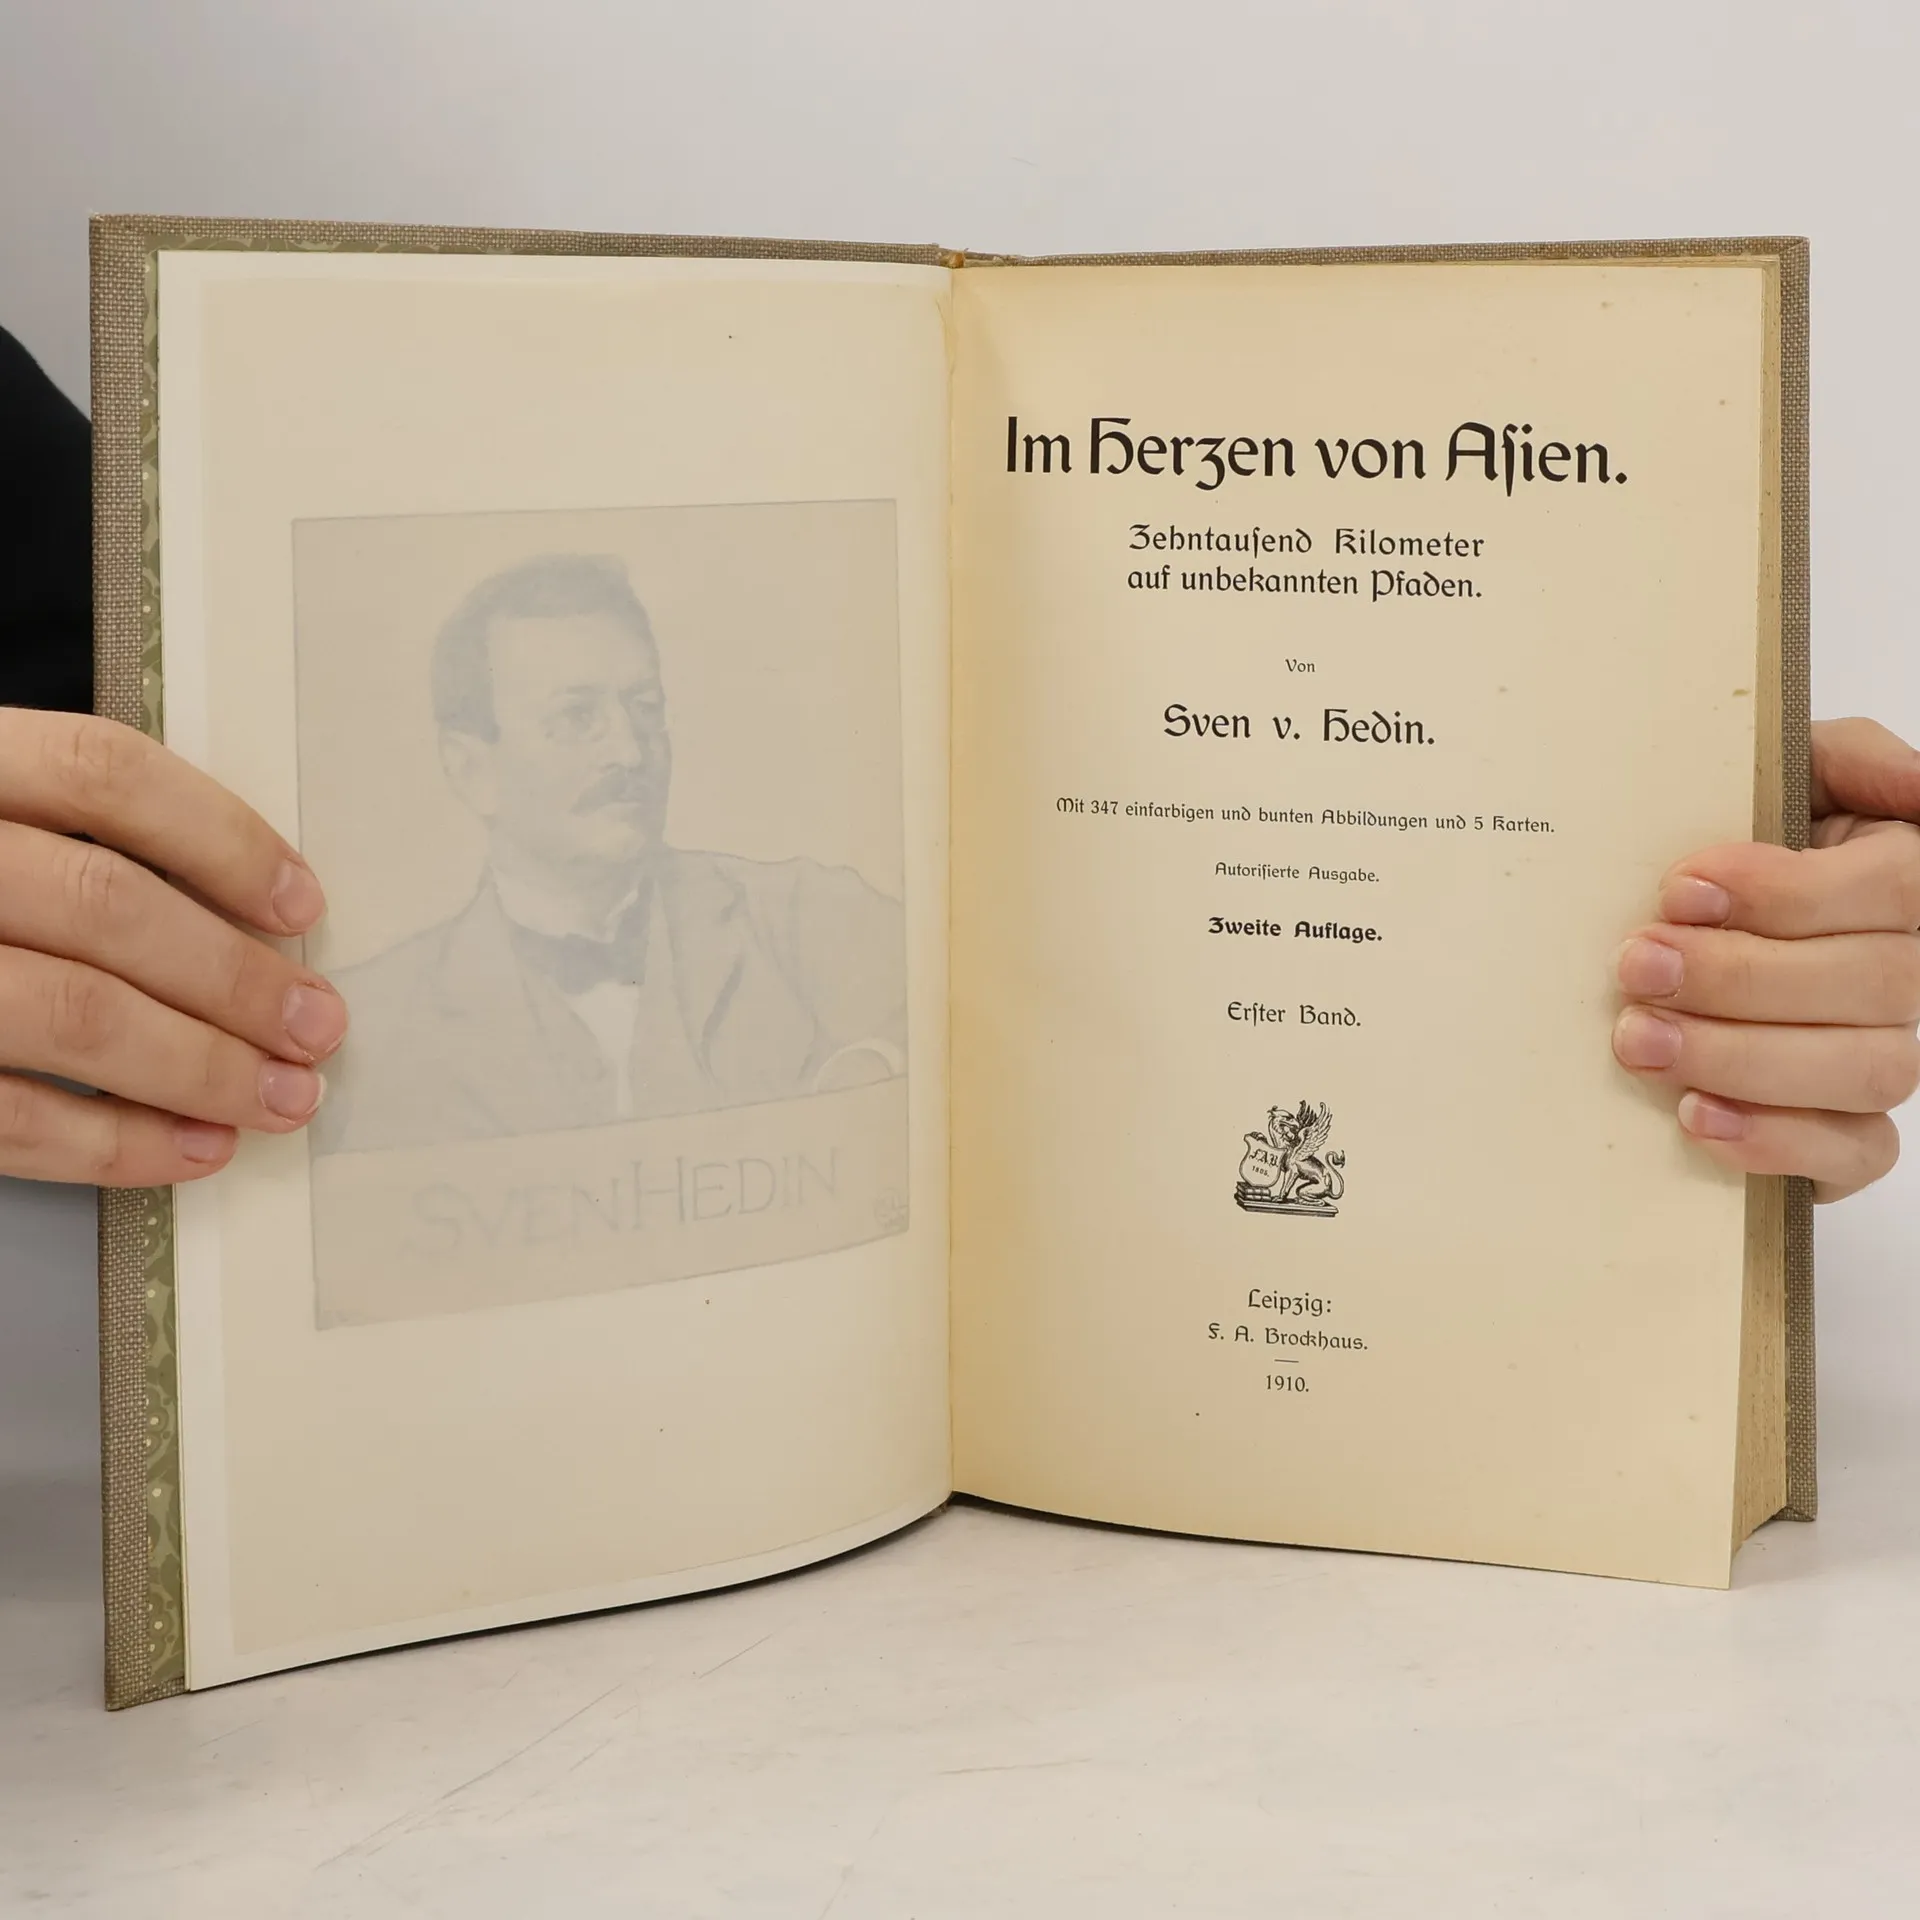 SVEN HEDIN
Im Herzen von Aſien.
Zehntauſend Kilometer
auf unbekannten Pfaden.
Von
Sven v. Hedin.
Mit 347 einfarbigen und bunten Abbildungen und 5 Karten.
Autoriſierte Ausgabe.
Zweite Auflage.
Erſter Band.
F.A.B.
1805.
Leipzig:
F. A. Brockhaus.
1910.